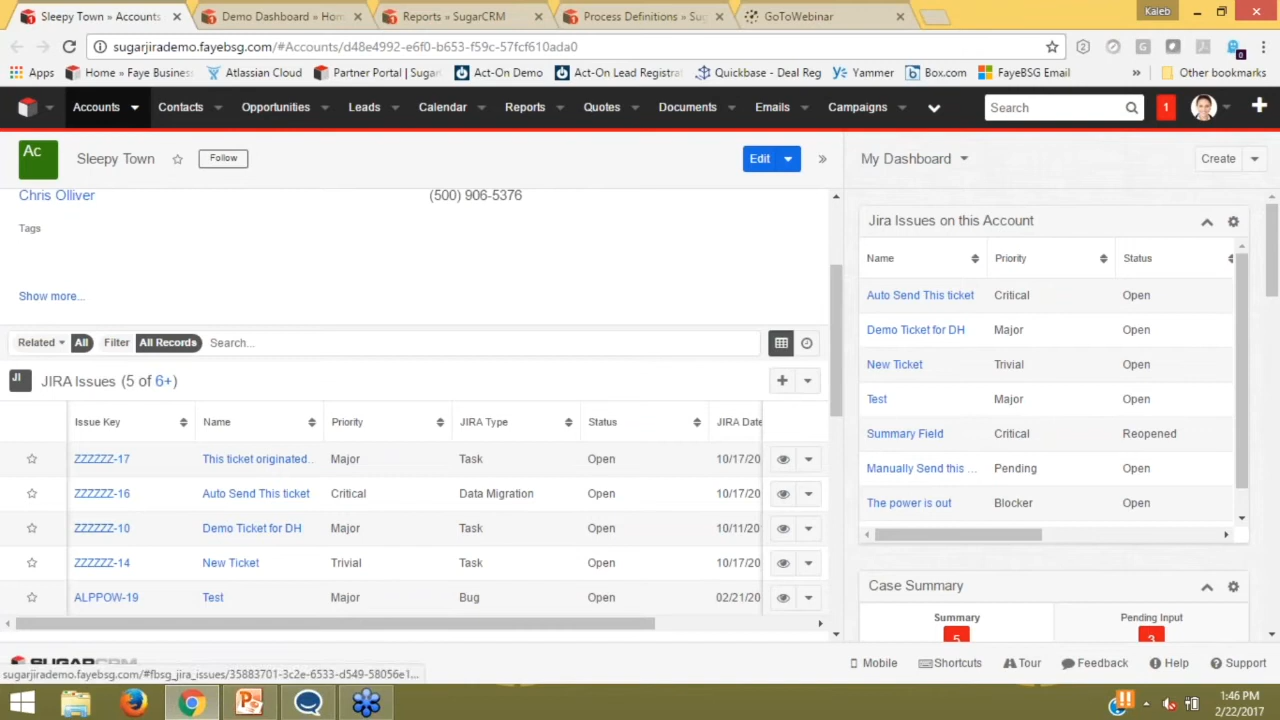 Sleepy Town » Accounts
Demo Dashboard » Hom
Reports » SugarCRM
Process Definitions » Su
GoToWebinar
Kaleb
sugarjirademo.fayebsg.com/#Accounts/d48e4992-e6f0-b653-f59c-57fcf610ada0
Apps
Home » Faye Busines
Atlassian Cloud
Partner Portal | Sugar
Act-On Demo
Act-On Lead Registrat
Quickbase - Deal Reg
Yammer
Box.com
FayeBSG Email
»
Other bookmarks
Accounts
Contacts
Opportunities
Leads
Calendar
Reports
Quotes
Documents
Emails
Campaigns
Search
1
Ac
Sleepy Town
Follow
Edit
My Dashboard
Create
Chris Olliver
(500) 906-5376
Tags
Show more...
Related
All
Filter
All Records
Search...
JI
JIRA Issues (5 of 6+)
Issue Key
Name
Priority
JIRA Type
Status
JIRA Date
ZZZZZZ-17
This ticket originated..
Major
Task
Open
10/17/20
ZZZZZZ-16
Auto Send This ticket
Critical
Data Migration
Open
10/17/20
ZZZZZZ-10
Demo Ticket for DH
Major
Task
Open
10/11/20
ZZZZZZ-14
New Ticket
Trivial
Task
Open
10/17/20
ALPPOW-19
Test
Major
Bug
Open
02/21/20
Jira Issues on this Account
Name
Priority
Status
Auto Send This ticket
Critical
Open
Demo Ticket for DH
Major
Open
New Ticket
Trivial
Open
Test
Major
Open
Summary Field
Critical
Reopened
Manually Send this ...
Pending
Open
The power is out
Blocker
Open
Case Summary
Summary
5
Pending Input
3
SUGARCRM
sugarjirademo.fayebsg.com/#fbsg_jira_issues/35883701-3c2e-6533-d549-58056e1...
Mobile
Shortcuts
Tour
Feedback
Help
Support
1:46 PM
2/22/2017